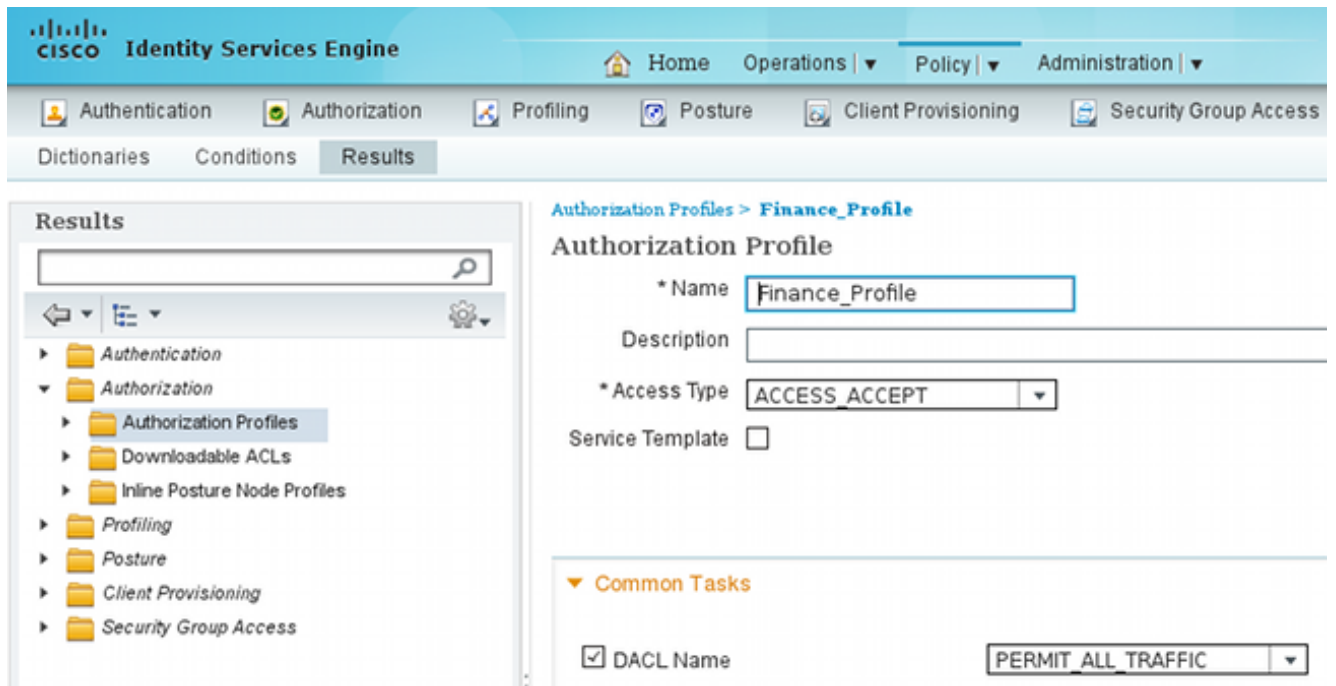 CISCO Identity Services Engine
Home Operations | ▼ Policy | ▼ Administration | ▼
Authentication Authorization Profiling Posture Client Provisioning Security Group Access
Dictionaries Conditions Results
Results
Authentication
Authorization
Authorization Profiles
Downloadable ACLs
Inline Posture Node Profiles
Profiling
Posture
Client Provisioning
Security Group Access
Authorization Profiles > Finance_Profile
Authorization Profile
* Name Finance_Profile
Description
* Access Type ACCESS_ACCEPT
Service Template
Common Tasks
DACL Name PERMIT_ALL_TRAFFIC